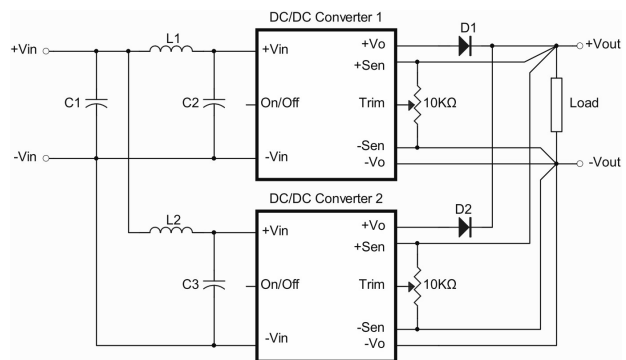 DC/DC Converter 1
D1
+Vin
L1
+Vin
+Vo
+Vout
+Sen
C1
C2
On/Off
Trim
10KΩ
Load
-Vin
-Vin
-Sen
-Vo
-Vout
DC/DC Converter 2
D2
L2
+Vin
+Vo
+Sen
C3
On/Off
Trim
10KΩ
-Vin
-Sen
-Vo